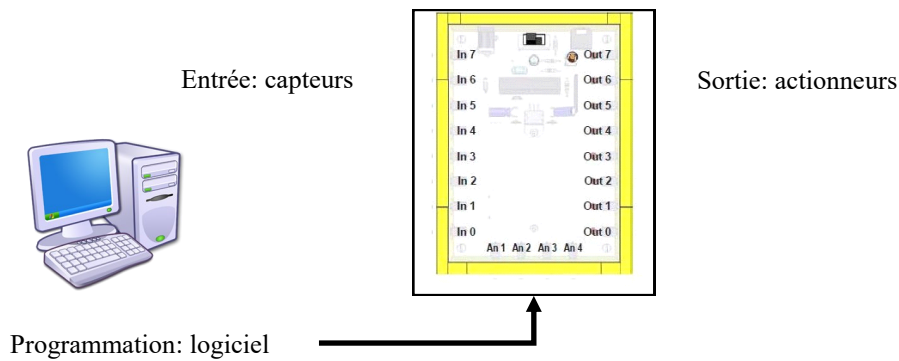 In 7 Out 7
Entrée: capteurs In 6 Out 6 Sortie: actionneurs
In 5 Out 5
In 4 Out 4
In 3 Out 3
In 2 Out 2
In 1 Out 1
In 0 Out 0
An 1 An 2 An 3 An 4
Programmation: logiciel